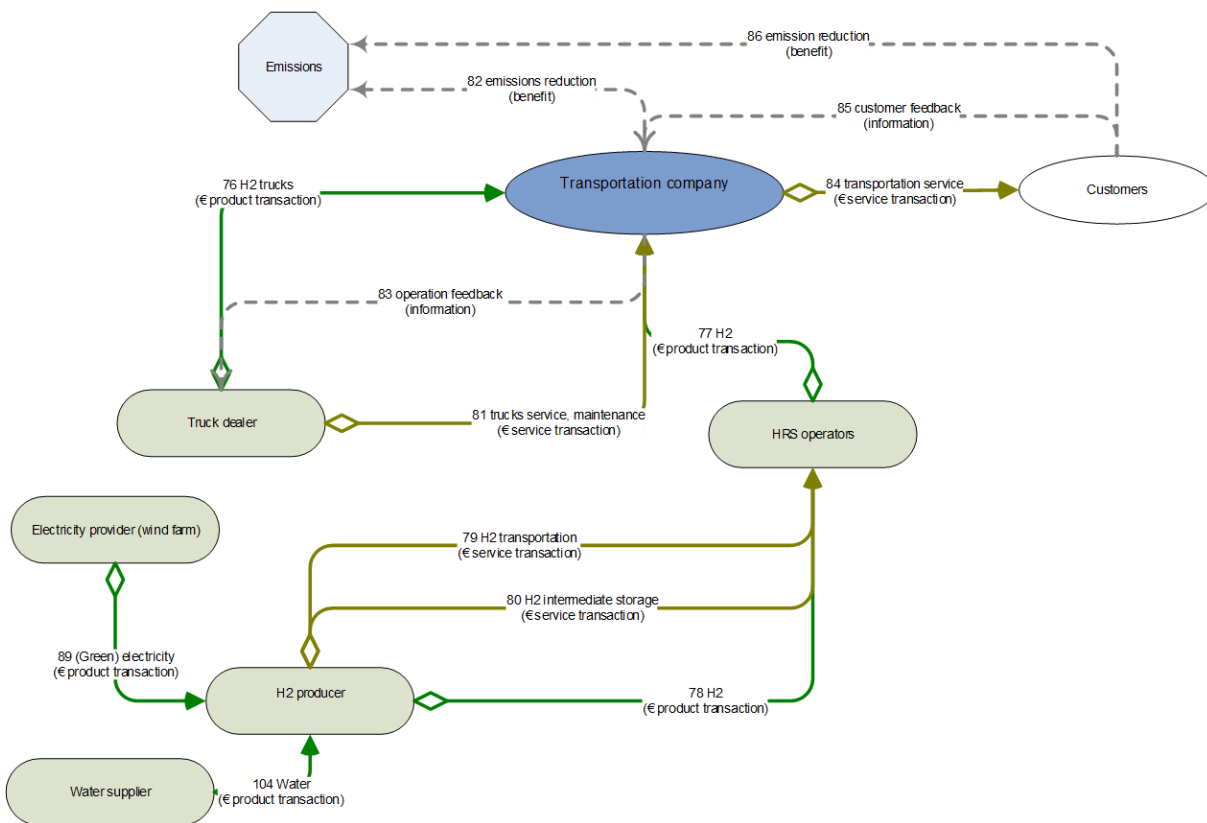 86 emission reduction
(benefit)
Emissions
82 emissions reduction
(benefit)
85 customer feedback
(information)
76 H2 trucks
(€ product transaction)
Transportation company
84 transportation service
(€ service transaction)
Customers
83 operation feedback
(information)
77 H2
(€ product transaction)
Truck dealer
81 trucks service, maintenance
(€ service transaction)
HRS operators
Electricity provider (wind farm)
79 H2 transportation
(€ service transaction)
80 H2 intermediate storage
(€ service transaction)
89 (Green) electricity
(€ product transaction)
H2 producer
78 H2
(€ product transaction)
Water supplier
104 Water
(€ product transaction)